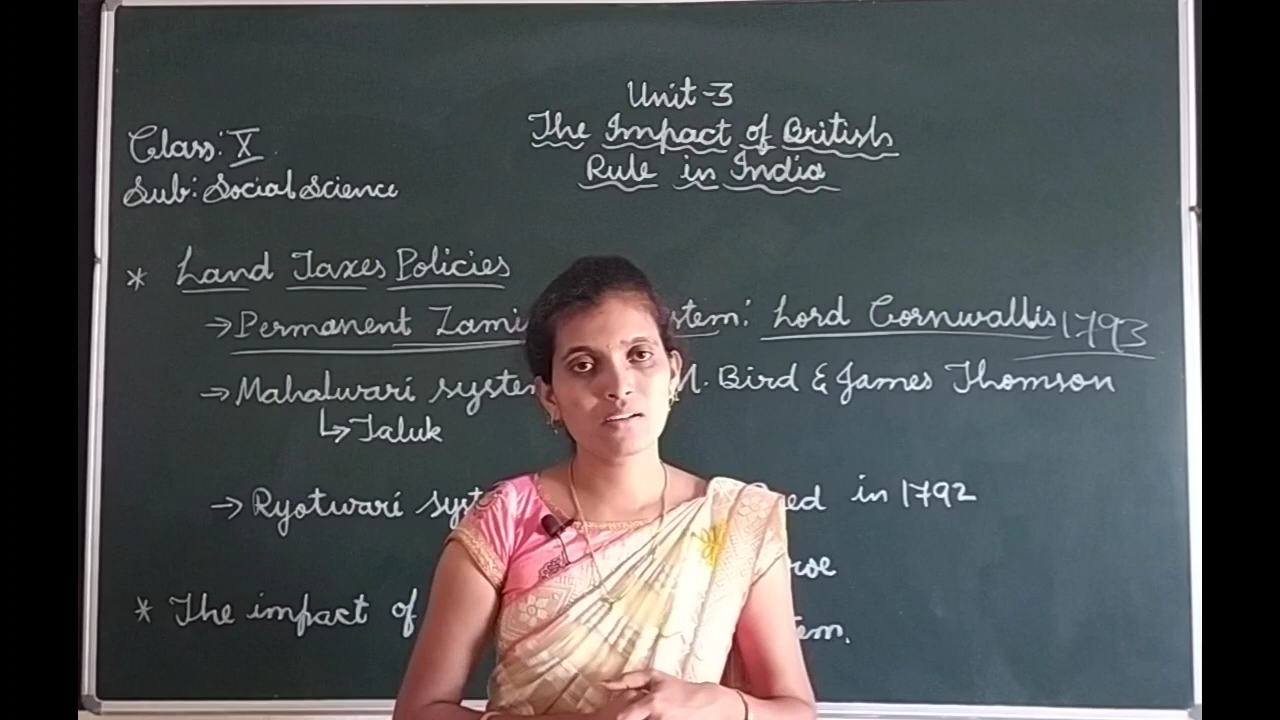 Unit-3
The Impact of British
Rule in India
Class: X
Sub: Social Science
* Land Taxes Policies
→ Permanent Zami stem: Lord Cornwallis 1793
→ Mahalwari system M. Bird & James Thomson
↳ Taluk
→ Ryotwari syst ed in 1792
roe
* The impact of tem.